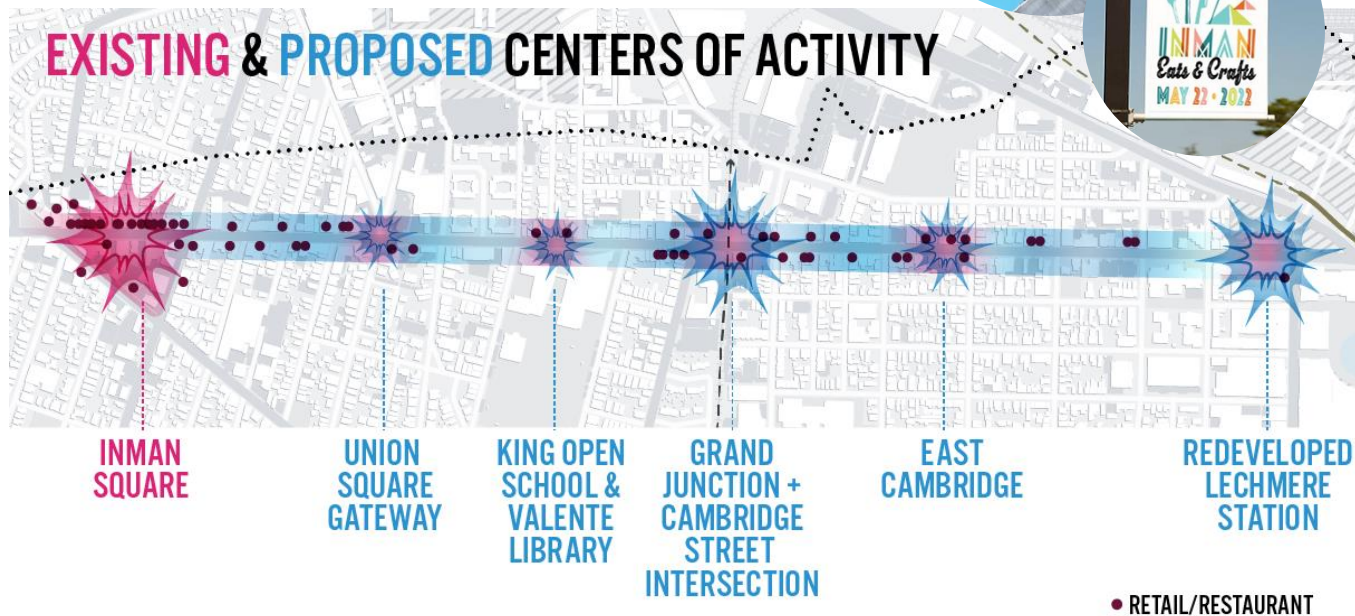 EXISTING & PROPOSED CENTERS OF ACTIVITY
INMAN
Eats & Crafts
MAY 22 • 2022
INMAN
SQUARE
UNION
SQUARE
GATEWAY
KING OPEN
SCHOOL &
VALENTE
LIBRARY
GRAND
JUNCTION +
CAMBRIDGE
STREET
INTERSECTION
EAST
CAMBRIDGE
REDEVELOPED
LECHMERE
STATION
RETAIL/RESTAURANT